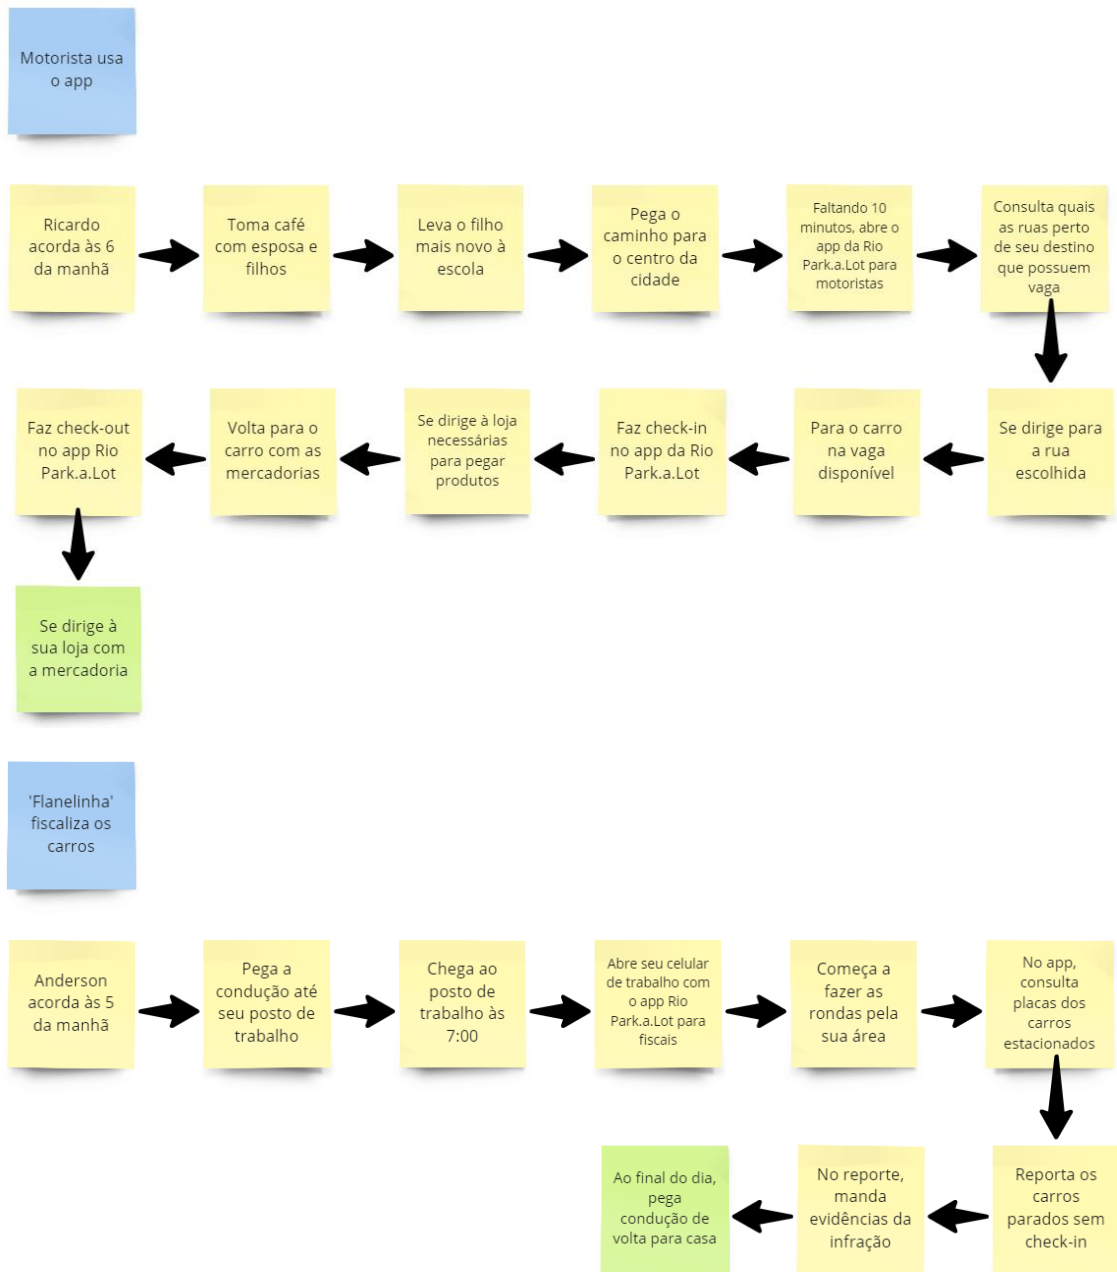 Motorista usa
o app
Ricardo
acorda às 6
da manhã
Toma café
com esposa e
filhos
Leva o filho
mais novo à
escola
Pega o
caminho para
o centro da
cidade
Faltando 10
minutos, abre o
app da Rio
Park.a.Lot para
motoristas
Consulta quais
as ruas perto
de seu destino
que possuem
vaga
Se dirige para
a rua
escolhida
Para o carro
na vaga
disponível
Faz check-in
no app da Rio
Park.a.Lot
Se dirige à loja
necessárias
para pegar
produtos
Volta para o
carro com as
mercadorias
Faz check-out
no app Rio
Park.a.Lot
Se dirige à
sua loja com
a mercadoria
'Flanelinha'
fiscaliza os
carros
Anderson
acorda às 5
da manhã
Pega a
condução até
seu posto de
trabalho
Chega ao
posto de
trabalho às
7:00
Abre seu celular
de trabalho com
o app Rio
Park.a.Lot para
fiscais
Começa a
fazer as
rondas pela
sua área
No app,
consulta
placas dos
carros
estacionados
Reporta os
carros
parados sem
check-in
No reporte,
manda
evidências da
infração
Ao final do dia,
pega
condução de
volta para casa